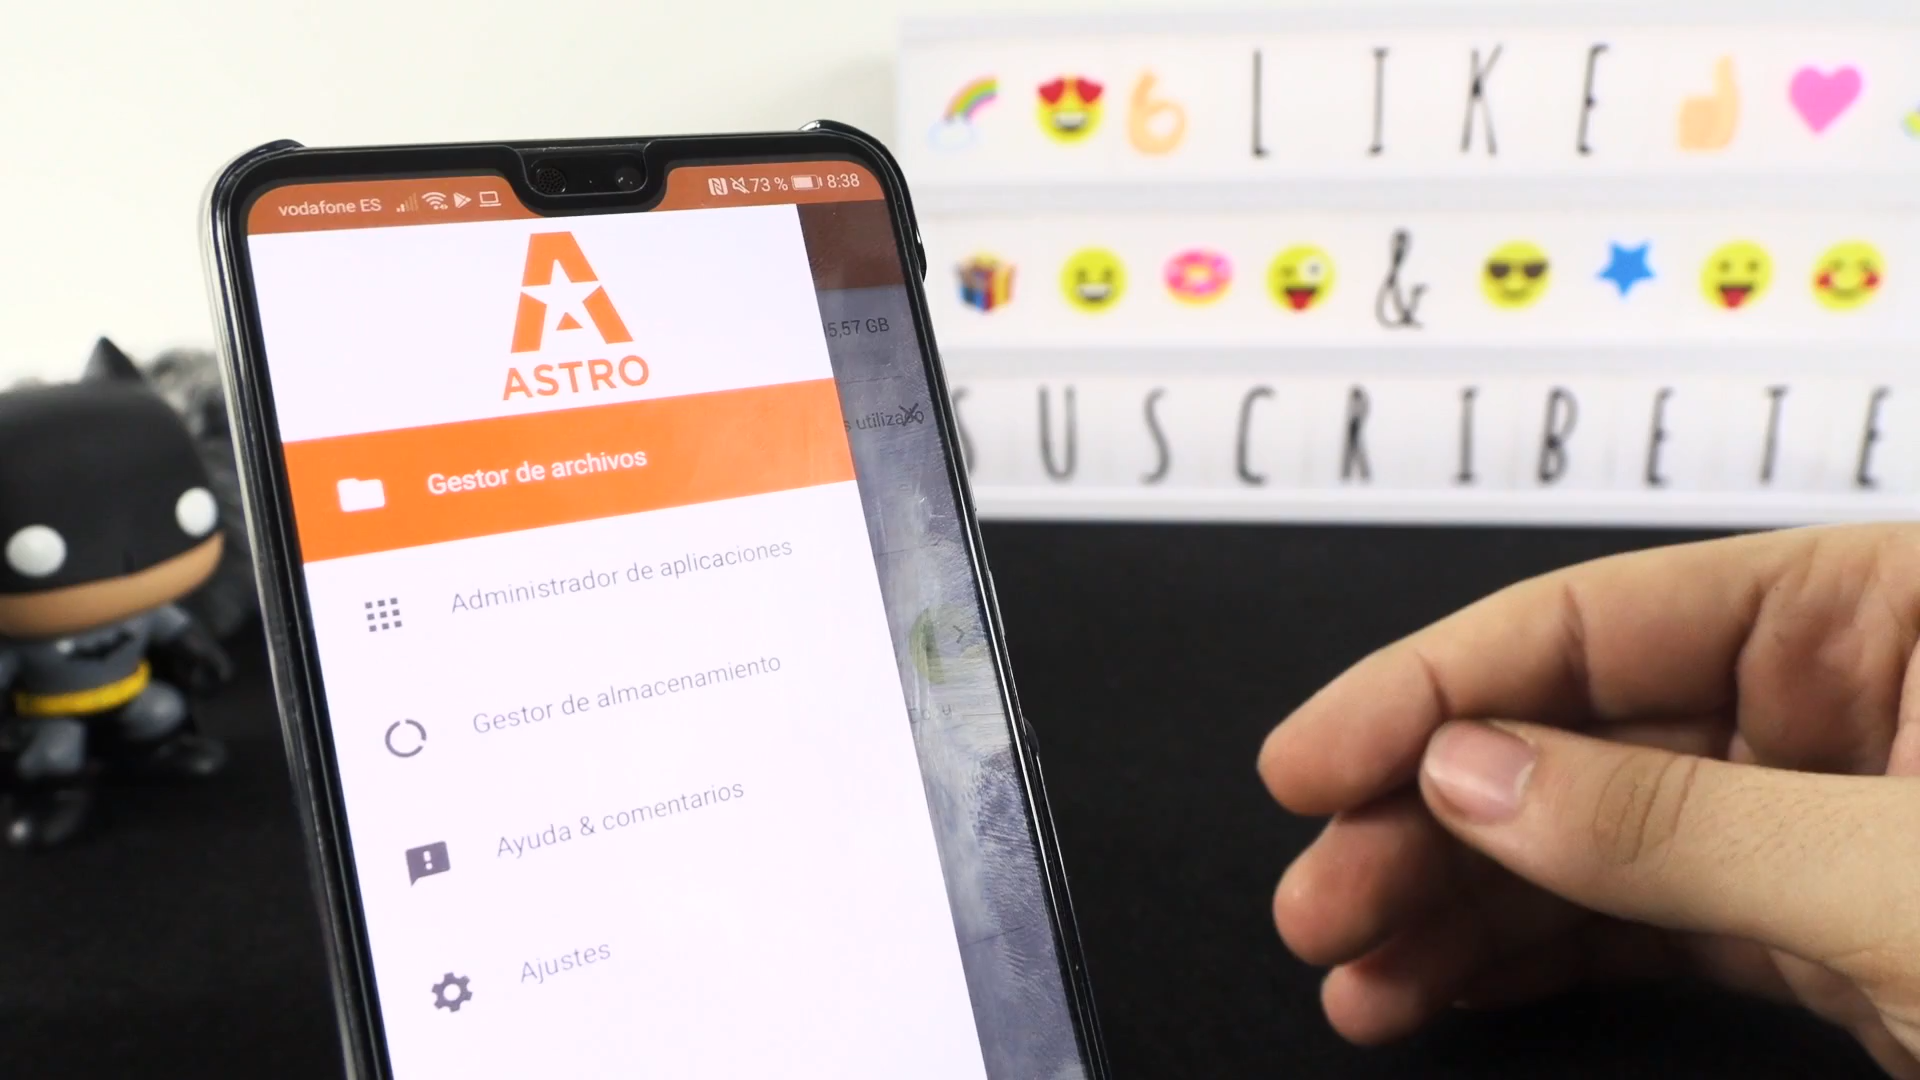 LIKE
&
SUSCRIBETE
vodafone ES
73 % 8:38
ASTRO
5,57 GB
Gestor de archivos
s utilizado
Administrador de aplicaciones
Gestor de almacenamiento
Ayuda & comentarios
Ajustes